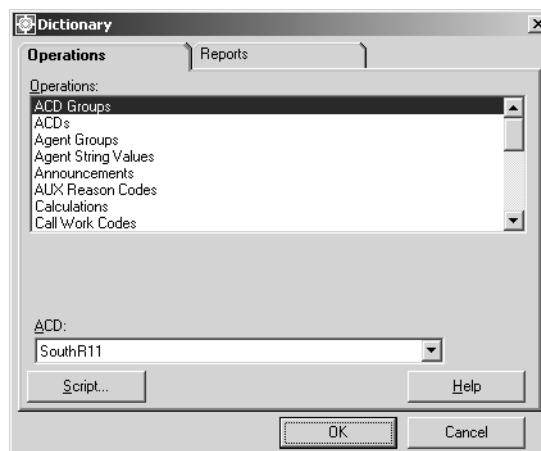 Dictionary
Operations
Reports
Operations:
ACD Groups
ACDs
Agent Groups
Agent String Values
Announcements
AUX Reason Codes
Calculations
Call Work Codes
ACD:
SouthR11
Script...
Help
OK
Cancel